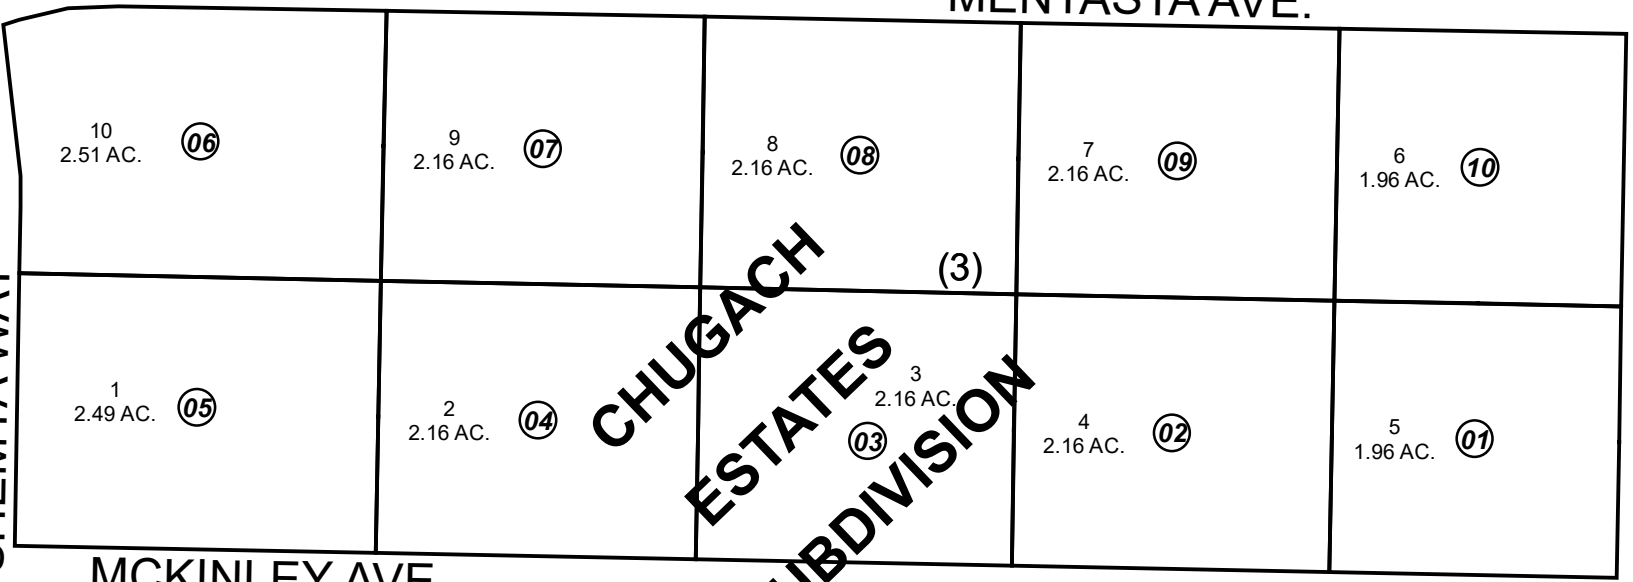 MENTASTA AVE.
10
2.51 AC.
06
9
2.16 AC.
07
8
2.16 AC.
08
7
2.16 AC.
09
6
1.96 AC.
10
(3)
CHUGACH
ESTATES
SUBDIVISION
1
2.49 AC.
05
2
2.16 AC.
04
3
2.16 AC.
03
4
2.16 AC.
02
5
1.96 AC.
01
MCKINLEY AVE.